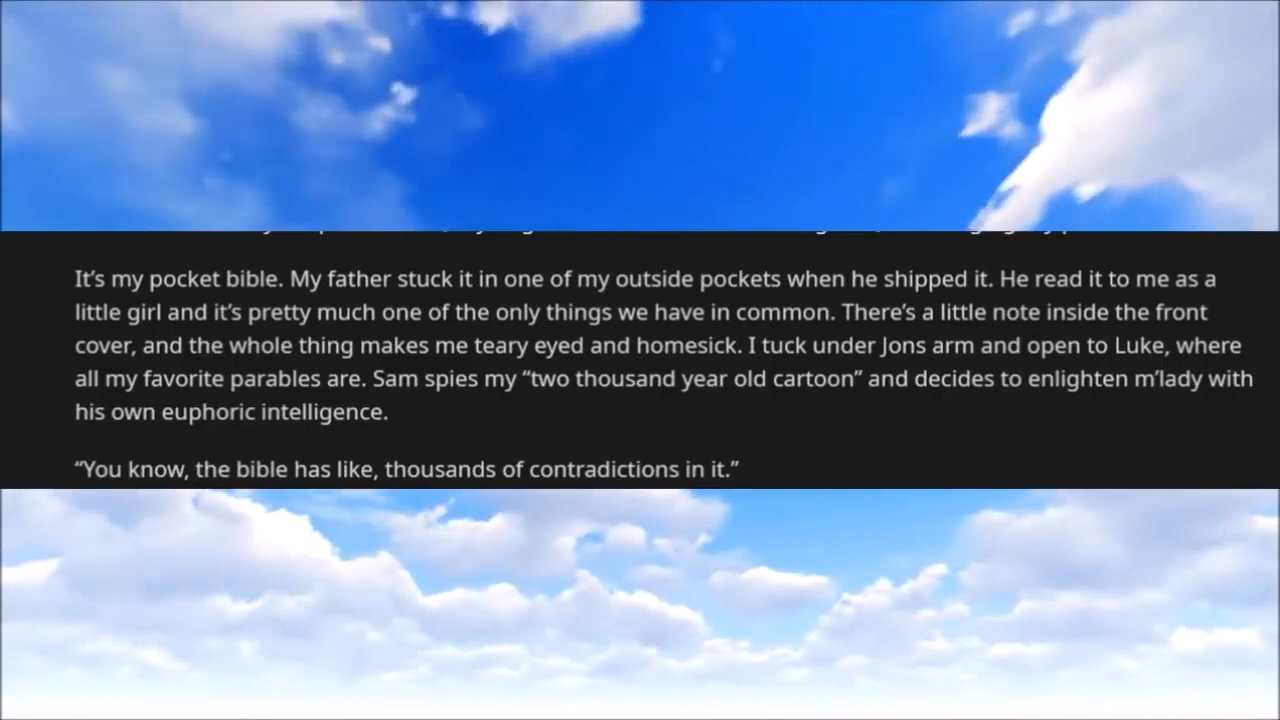 It’s my pocket bible. My father stuck it in one of my outside pockets when he shipped it. He read it to me as a
little girl and it’s pretty much one of the only things we have in common. There’s a little note inside the front
cover, and the whole thing makes me teary eyed and homesick. I tuck under Jons arm and open to Luke, where
all my favorite parables are. Sam spies my “two thousand year old cartoon” and decides to enlighten m’lady with
his own euphoric intelligence.
“You know, the bible has like, thousands of contradictions in it.”